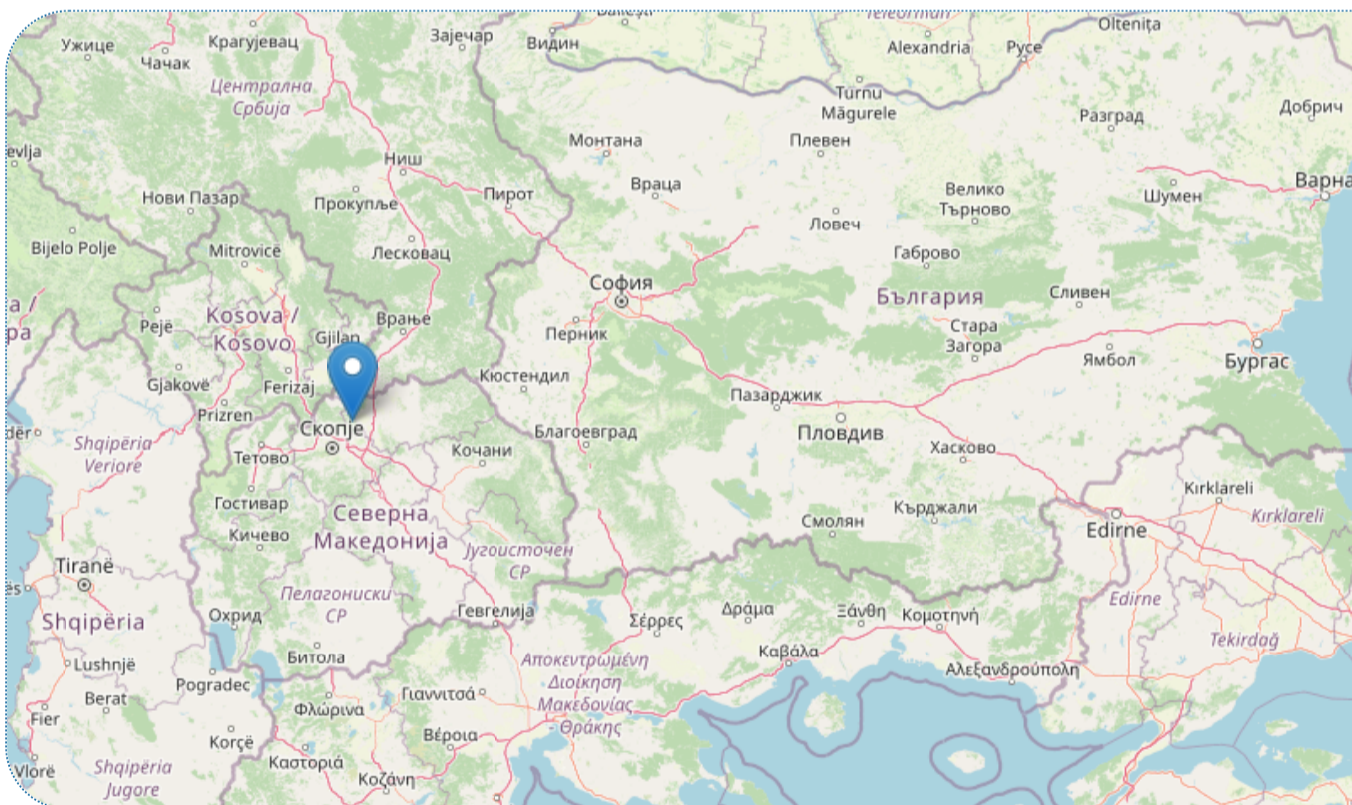 Teleorman
Băilești
Oltenița
Ужице
Крагујевац
Зајечар
Видин
Alexandria
Русе
Чачак
Централна
Србија
Turnu
Măgurele
Разград
Добрич
Монтана
Плевен
evlja
Ниш
Враца
Велико
Търново
Шумен
Варна
Нови Пазар
Прокупље
Пирот
Ловеч
Bijelo Polje
Mitrovicë
Лесковац
Габрово
София
България
Сливен
a /
pa
Pejë
Kosova /
Kosovo
Gjilan
Врање
Перник
Стара
Загора
Ямбол
Бургас
Gjakovë
Ferizaj
Кюстендил
Пазарджик
Prizren
dër
Shqipëria
Veriore
Скопје
Тетово
Кочани
Благоевград
Пловдив
Хасково
Гостивар
Северна
Македонија
Смолян
Кърджали
Kırklareli
Kırklareli
Edirne
Кичево
Југоисточен
СР
Tiranë
ës
Пелагониски
СР
Edirne
Shqipëria
Охрид
Гевгелија
Σέρρες
Δράμα
Ξάνθη
Κομοτηνή
Tekirdağ
Lushnjë
Битола
Καβάλα
Pogradec
Αποκεντρωμένη
Διοίκηση
Μακεδονίας
- Θράκης
Αλεξανδρούπολη
Berat
Fier
Φλώρινα
Γιαννιτσά
Korçë
Βέροια
Vlorë
Shqipëria
Jugore
Καστοριά
Κοζάνη